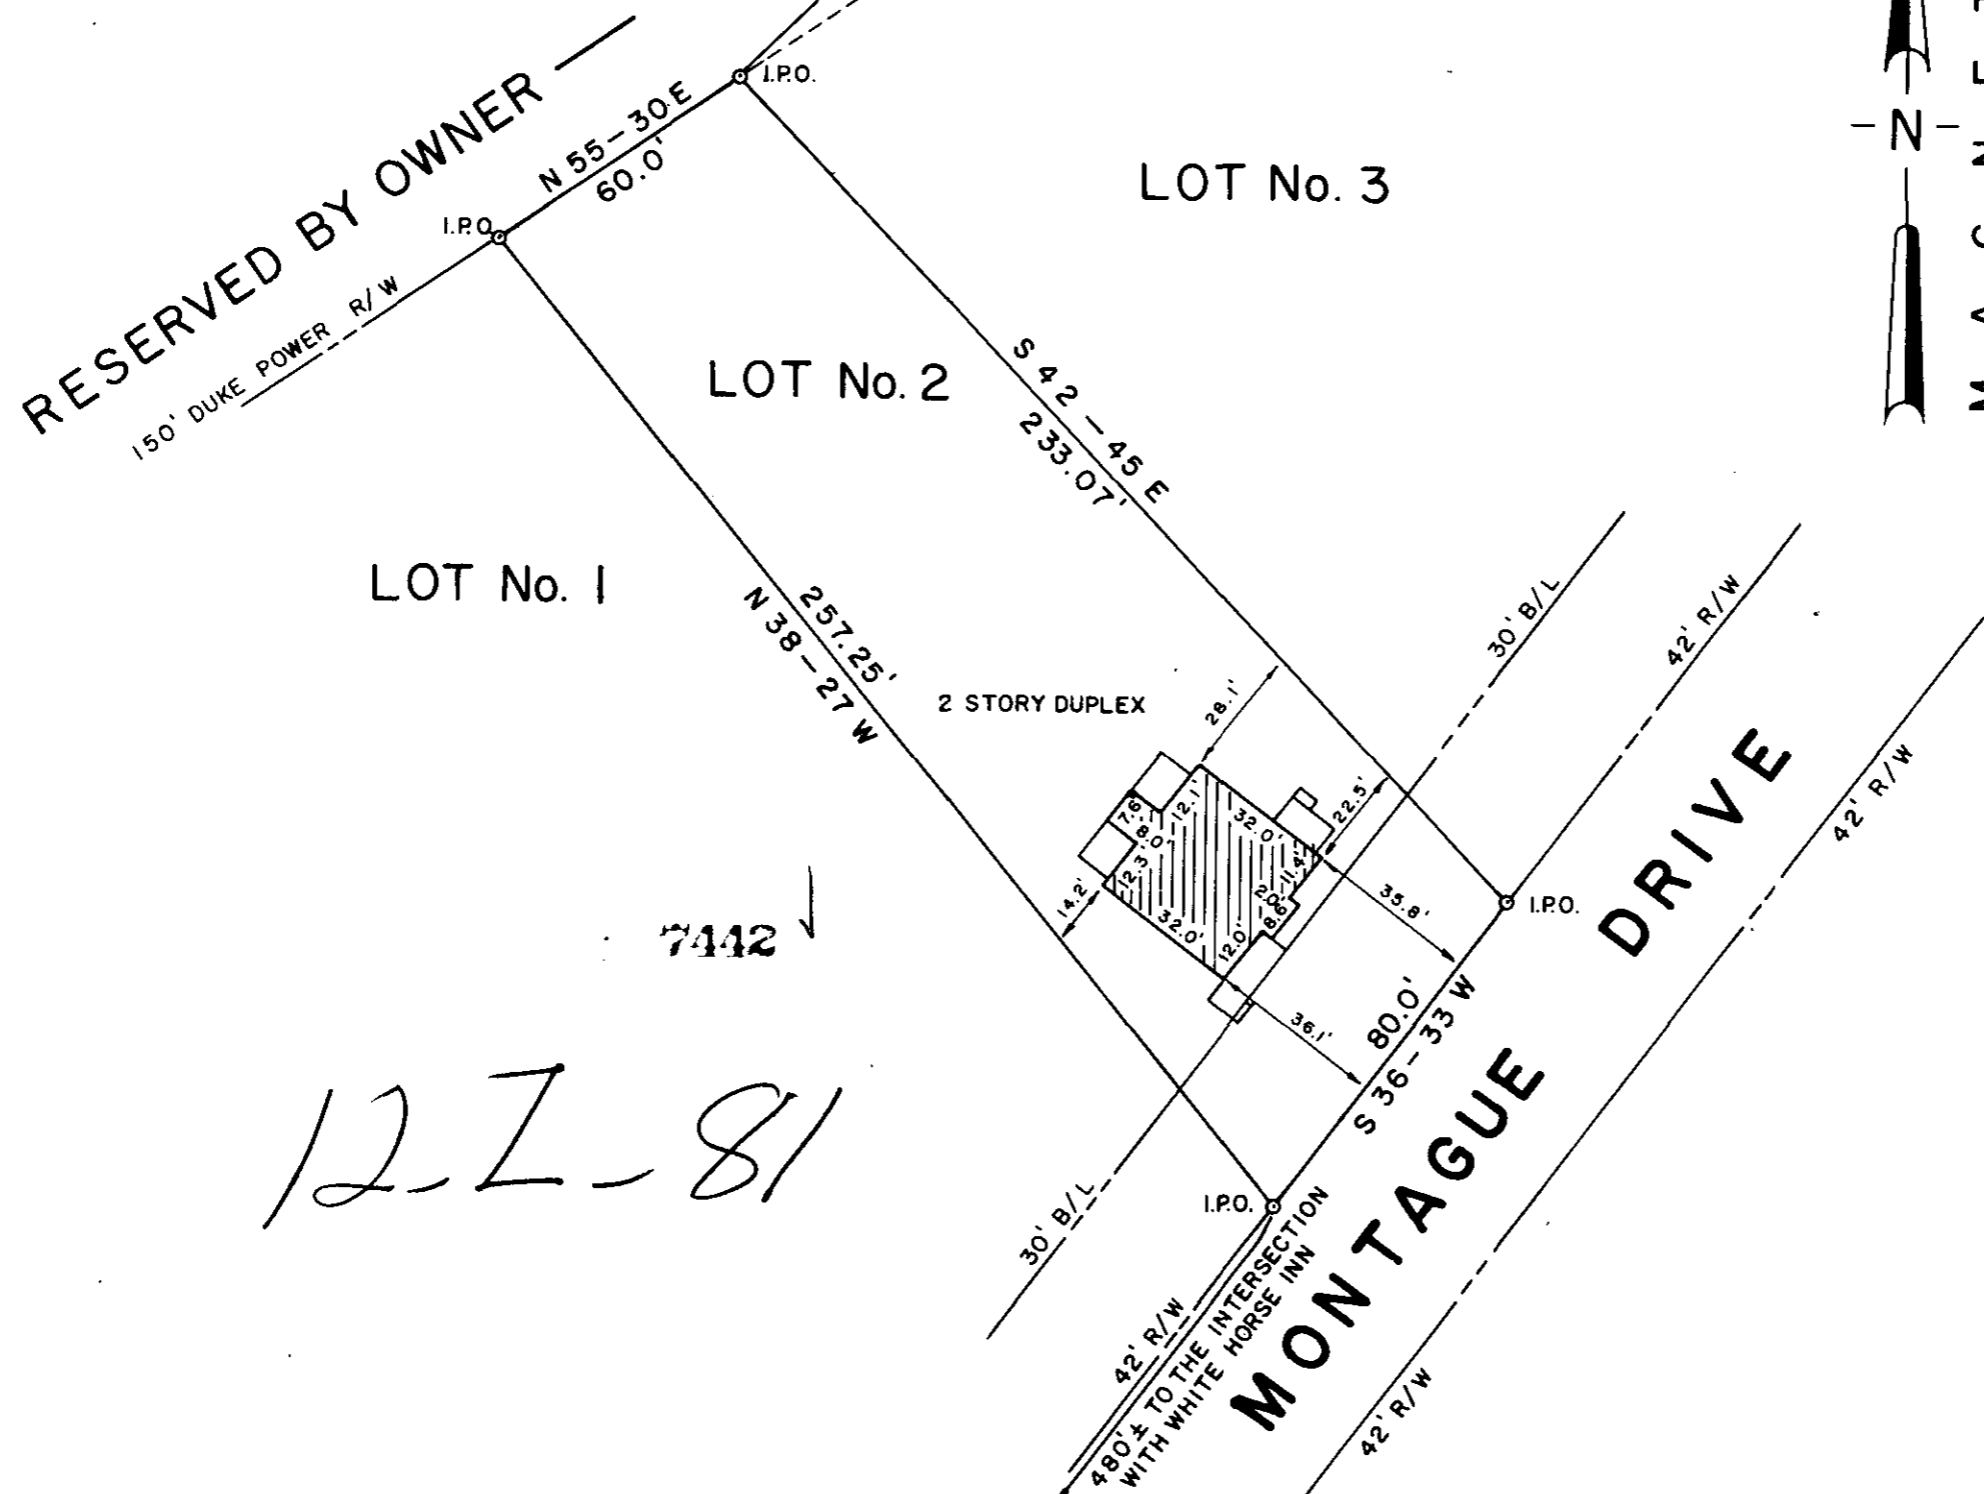 RESERVED BY OWNER
I.P.O.
N 55-30 E
60.0'
I.P.O.
150' DUKE POWER R/W
- N -
LOT No. 3
LOT No. 2
LOT No. 1
S 42-45 E
233.07'
257.25'
N 38-27 W
2 STORY DUPLEX
28.1'
22.5'
7.6'
8.0'
12.1'
32.0'
12.3'
11.4'
2.0'
8.6'
12.0'
32.0'
14.2'
35.8'
36.1'
30' B/L
42' R/W
42' R/W
I.P.O.
80.0'
S 36-33 W
MONTAGUE DRIVE
7442
12-Z-81
I.P.O.
30' B/L
42' R/W
480'± TO THE INTERSECTION
WITH WHITE HORSE INN
42' R/W